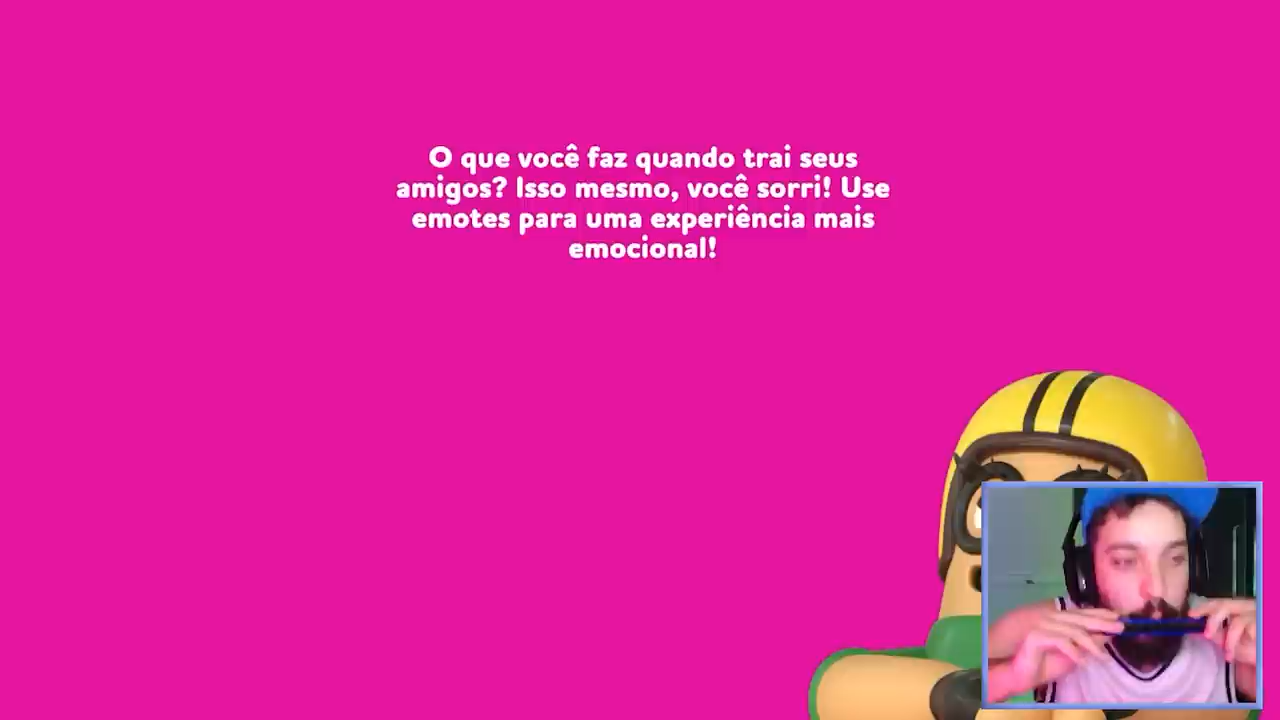 O que você faz quando trai seus
amigos? Isso mesmo, você sorri! Use
emotes para uma experiência mais
emocional!